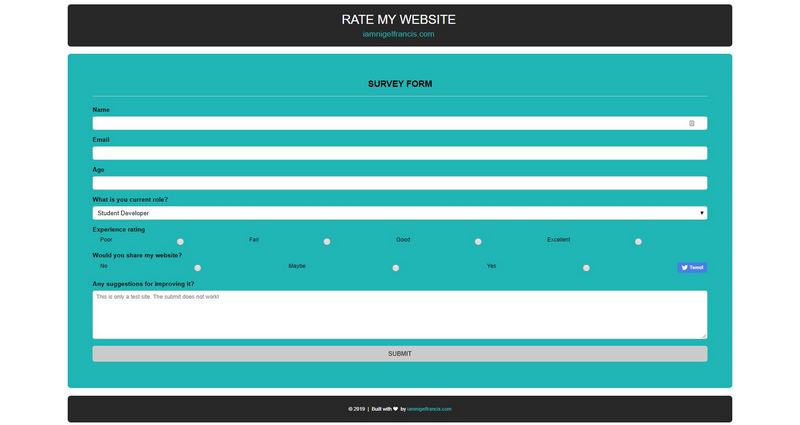 RATE MY WEBSITE
iamnigelfrancis.com
SURVEY FORM
Name
Email
Age
What is you current role?
Student Developer
Experience rating
Poor Fair Good Excellent
Would you share my website?
No Maybe Yes Tweet
Any suggestions for improving it?
This is only a test site. The submit does not work!
SUBMIT
© 2019 | Built with ❤ by iamnigelfrancis.com